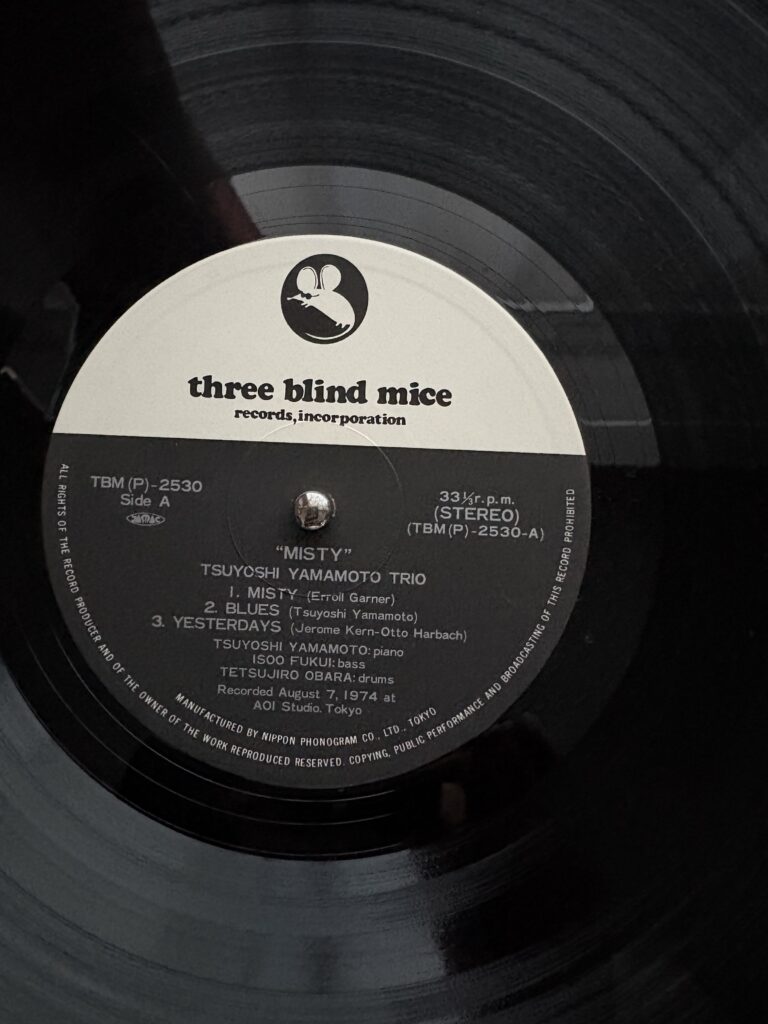 three blind mice
records, incorporation
TBM (P)-2530
Side A
33⅓ r.p.m.
(STEREO)
(TBM(P)-2530-A)
"MISTY"
TSUYOSHI YAMAMOTO TRIO
1. MISTY (Erroll Garner)
2. BLUES (Tsuyoshi Yamamoto)
3. YESTERDAYS (Jerome Kern-Otto Harbach)
TSUYOSHI YAMAMOTO: piano
ISOO FUKUI: bass
TETSUJIRO OBARA: drums
Recorded August 7, 1974 at
AOI Studio. Tokyo
MANUFACTURED BY NIPPON PHONOGRAM CO., LTD., TOKYO
ALL RIGHTS OF THE RECORD PRODUCER AND OF THE OWNER OF THE WORK REPRODUCED RESERVED. COPYING, PUBLIC PERFORMANCE AND BROADCASTING OF THIS RECORD PROHIBITED